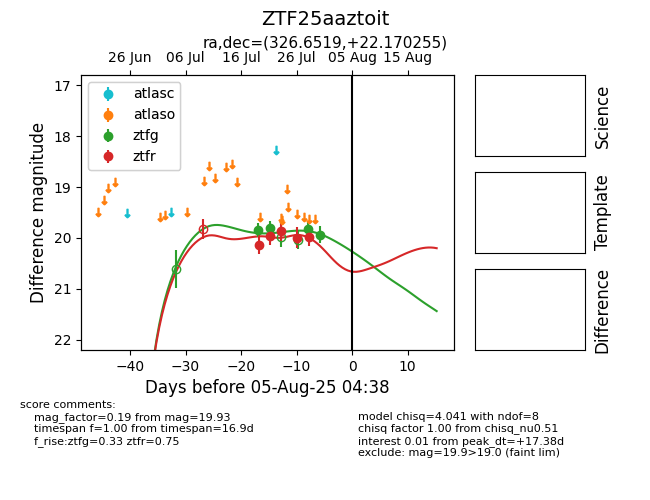 ZTF25aaztoit
ra,dec=(326.6519,+22.170255)
26 Jun 06 Jul 16 Jul 26 Jul 05 Aug 15 Aug
atlasc
atlaso
ztfg
ztfr
17
18
19
20
21
22
Difference magnitude
−40 −30 −20 −10 0 10
Days before 05-Aug-25 04:38
Science
Template
Difference
score comments:
mag_factor=0.19 from mag=19.93
timespan f=1.00 from timespan=16.9d
f_rise:ztfg=0.33 ztfr=0.75
model chisq=4.041 with ndof=8
chisq factor 1.00 from chisq_nu0.51
interest 0.01 from peak_dt=+17.38d
exclude: mag=19.9>19.0 (faint lim)